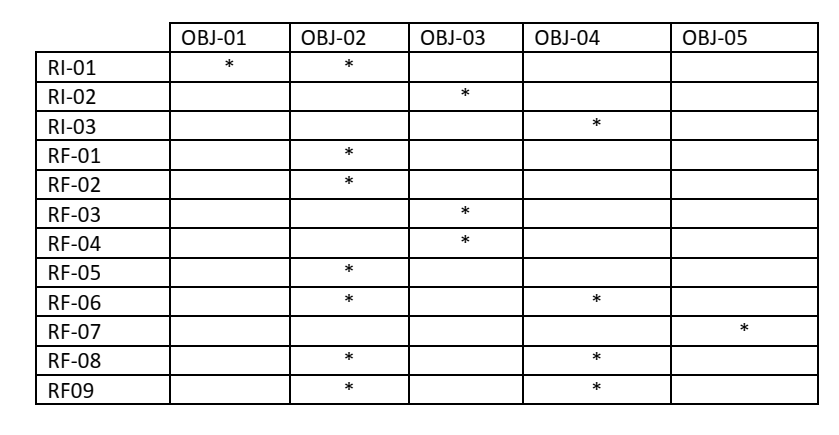 OBJ-01 OBJ-02 OBJ-03 OBJ-04 OBJ-05
RI-01 * *
RI-02 *
RI-03 *
RF-01 *
RF-02 *
RF-03 *
RF-04 *
RF-05 *
RF-06 * *
RF-07 *
RF-08 * *
RF09 * *